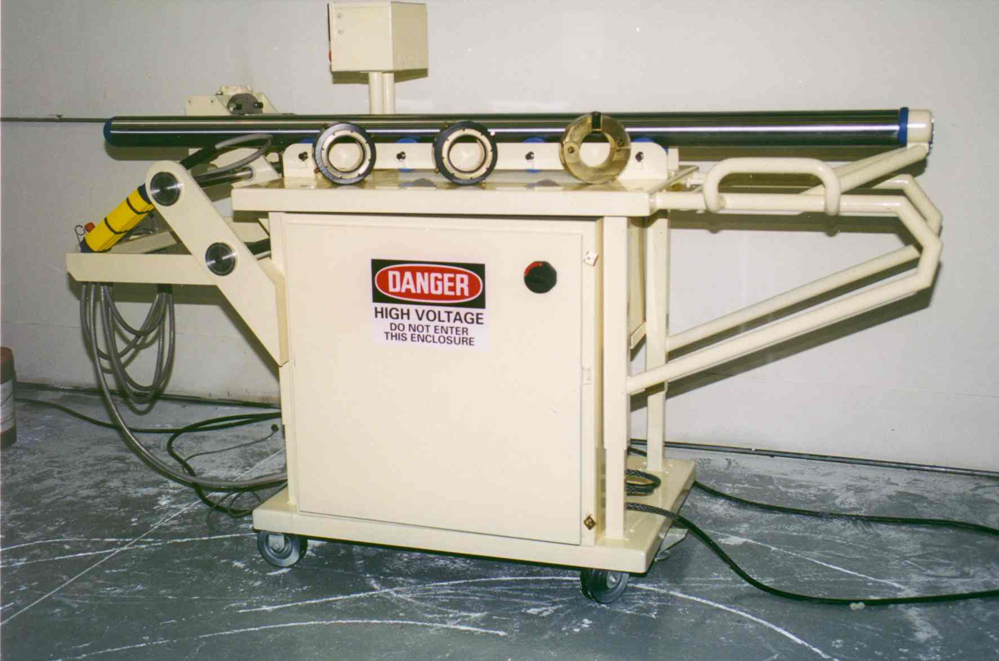 DANGER
HIGH VOLTAGE
DO NOT ENTER
THIS ENCLOSURE